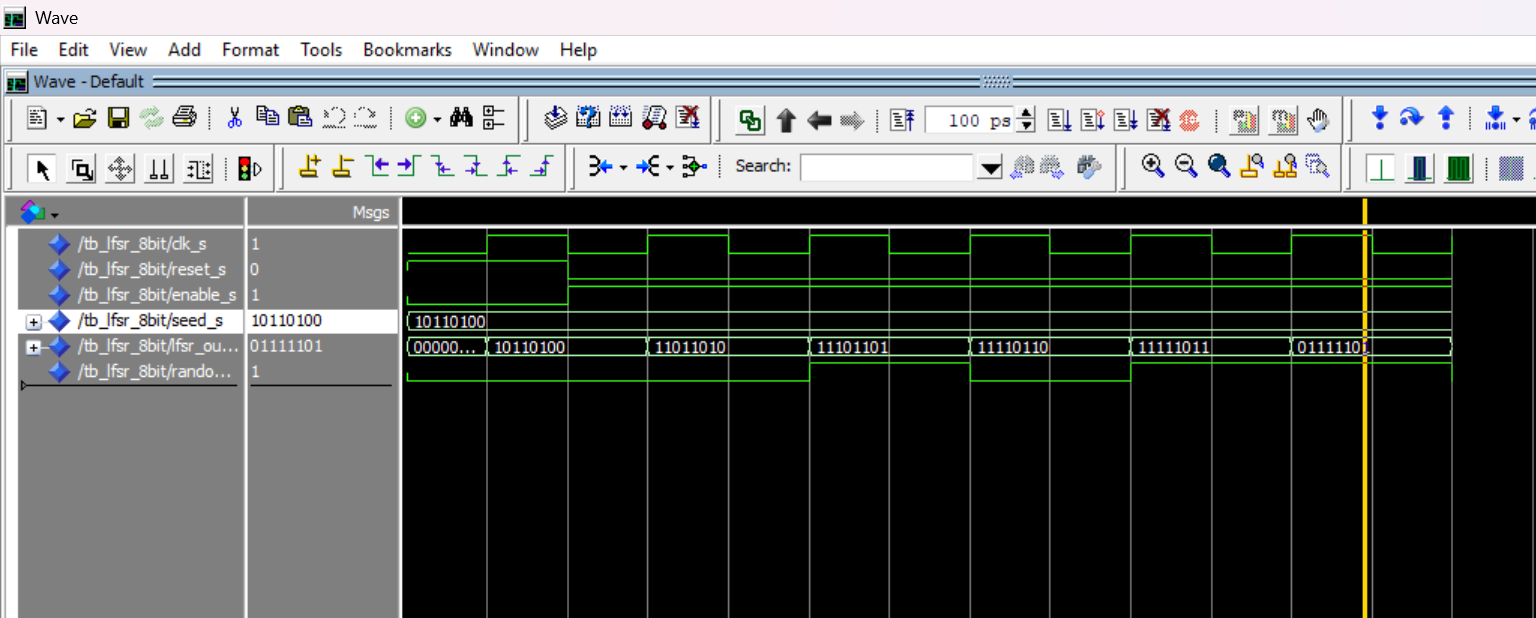 Wave
File Edit View Add Format Tools Bookmarks Window Help
Wave - Default
100 ps
Search:
Msgs
/tb_lfsr_8bit/clk_s 1
/tb_lfsr_8bit/reset_s 0
/tb_lfsr_8bit/enable_s 1
/tb_lfsr_8bit/seed_s 10110100 10110100
/tb_lfsr_8bit/lfsr_ou... 01111101 00000... 10110100 11011010 11101101 11110110 11111011 01111101
/tb_lfsr_8bit/rando... 1